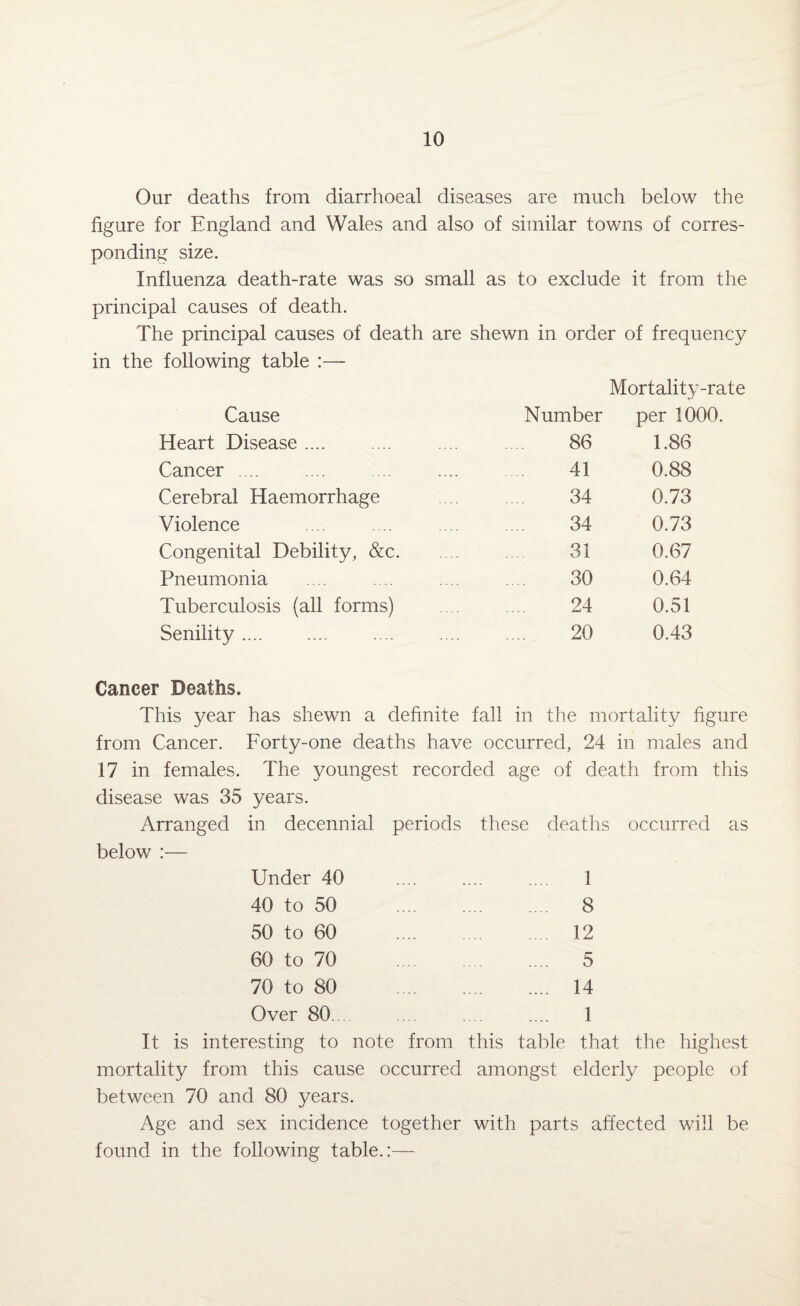 10
Our deaths from diarrhoeal diseases are much below the
figure for England and Wales and also of similar towns of corres-
ponding size.
Influenza death-rate was so small as to exclude it from the
principal causes of death.
The principal causes of death are shewn in order of frequency
in the following table :—
Mortality-rate
Cause Number per 1000.
Heart Disease .... .... .... .... 86 1.86
Cancer .... .... .... .... .... 41 0.88
Cerebral Haemorrhage .... .... 34 0.73
Violence .... .... .... .... 34 0.73
Congenital Debility, &c. .... .... 31 0.67
Pneumonia .... .... .... .... 30 0.64
Tuberculosis (all forms) .... .... 24 0.51
Senility .... .... .... .... .... 20 0.43
Cancer Deaths.
This year has shewn a definite fall in the mortality figure
from Cancer. Forty-one deaths have occurred, 24 in males and
17 in females. The youngest recorded age of death from this
disease was 35 years.
Arranged in decennial periods these deaths occurred as
below :—
Under 40 .... .... .... 1
40 to 50 .... .... .... 8
50 to 60 .... .... .... 12
60 to 70 .... .... .... 5
70 to 80 .... .... .... 14
Over 80.... .... .... .... 1
It is interesting to note from this table that the highest
mortality from this cause occurred amongst elderly people of
between 70 and 80 years.
Age and sex incidence together with parts affected will be
found in the following table.:—